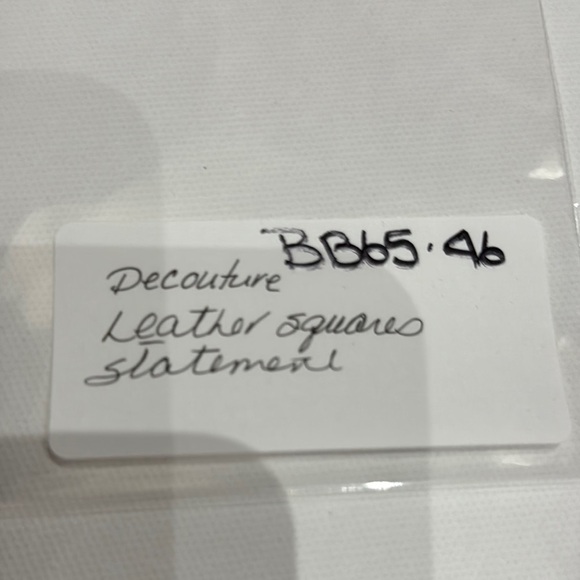 BB65.46
Decouture
Leather squares
statement